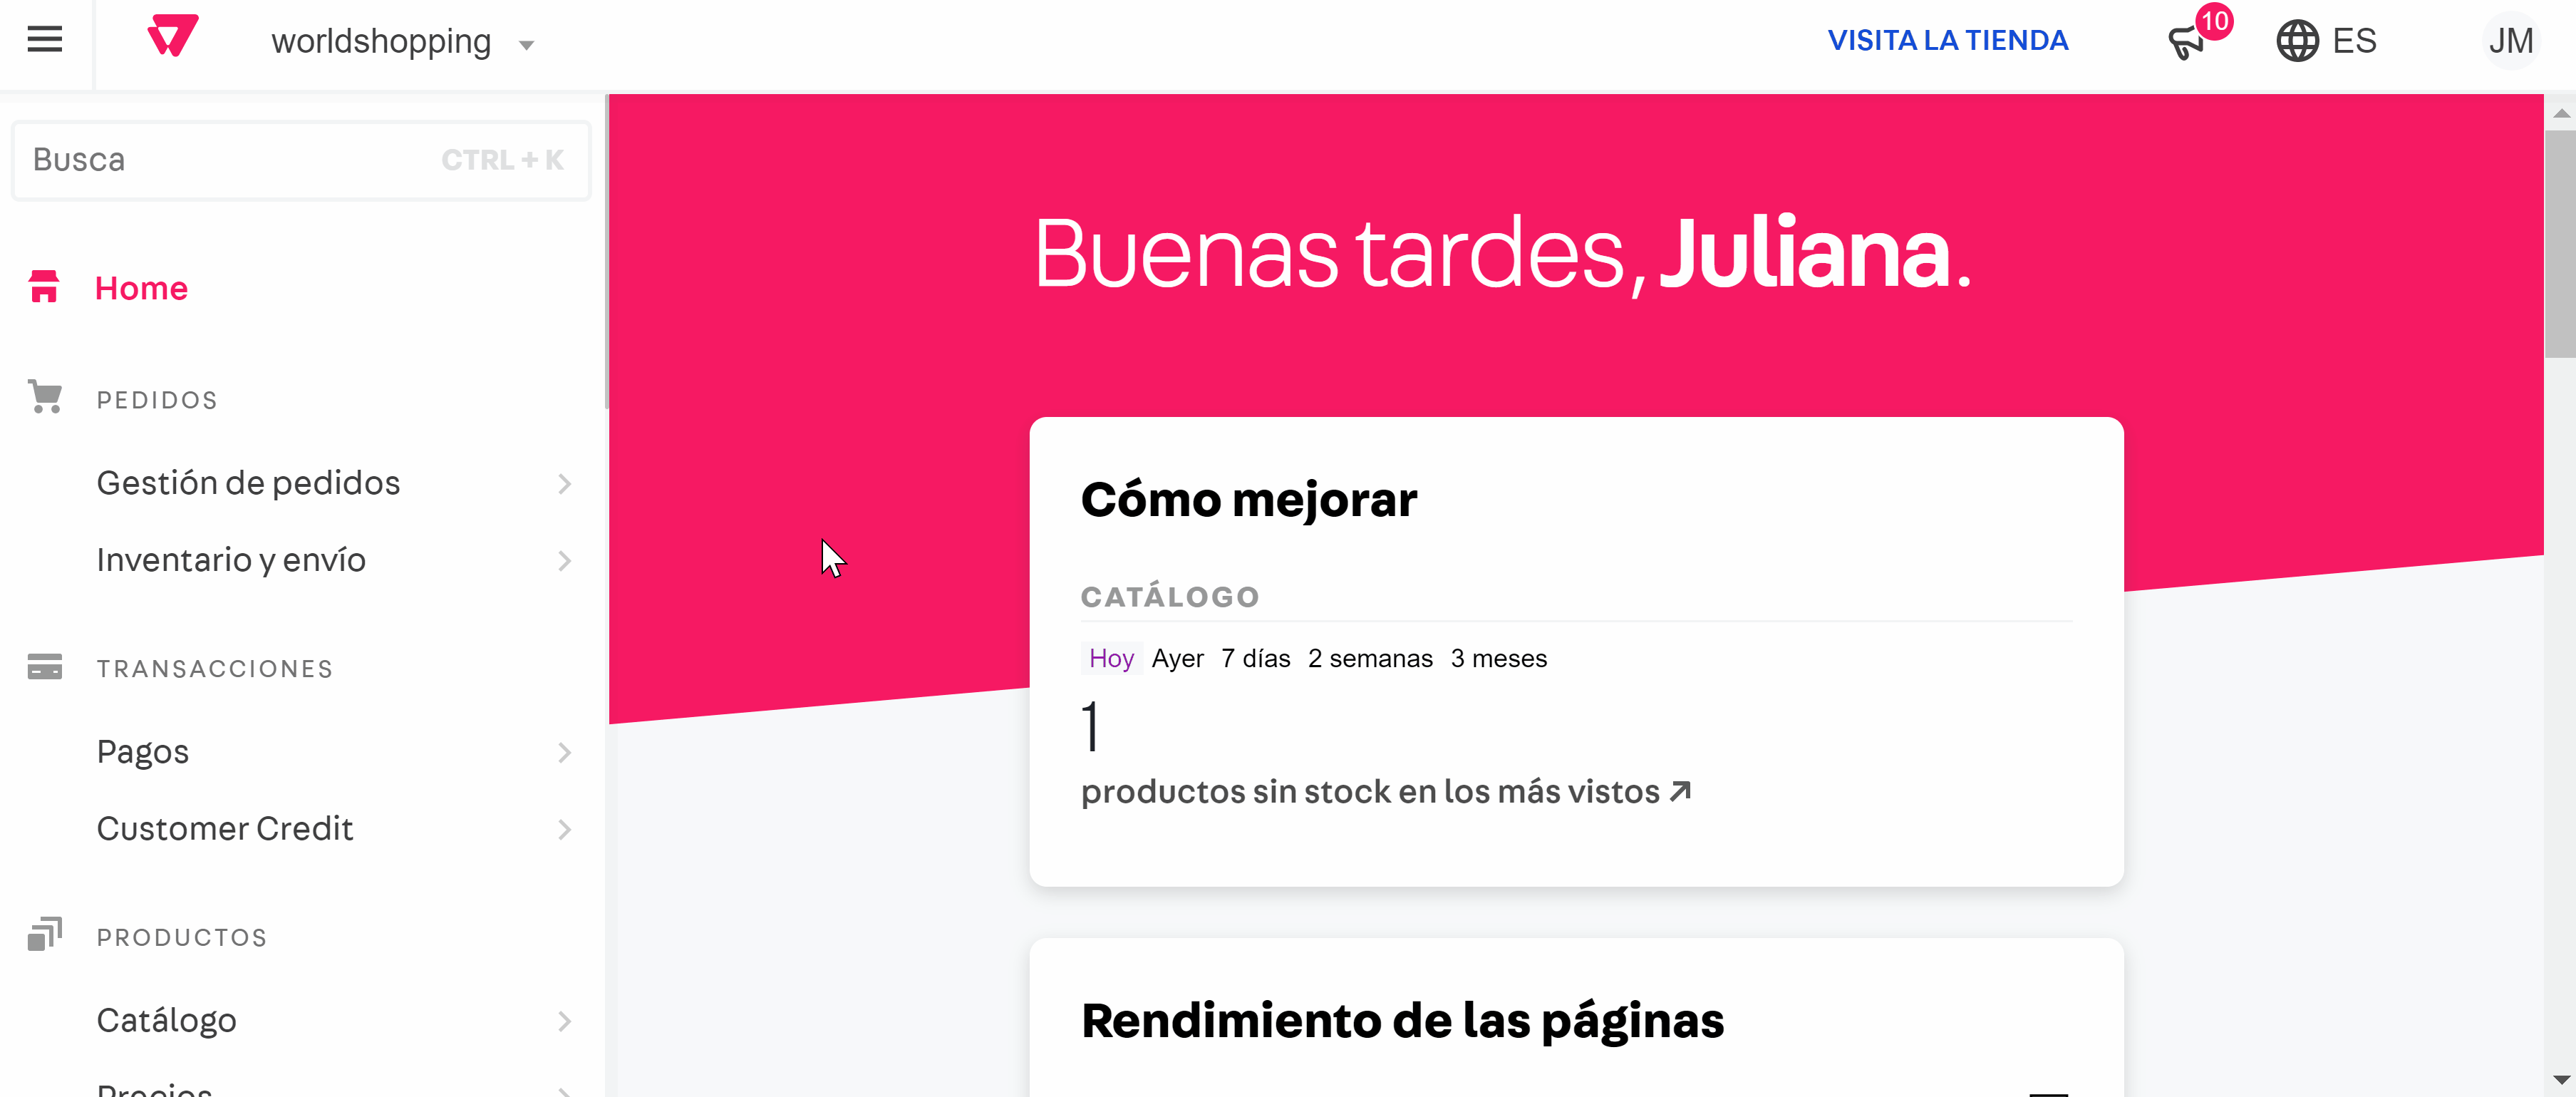 worldshopping
VISITA LA TIENDA
10
ES
JM
Busca
CTRL + K
Home
PEDIDOS
Gestión de pedidos
Inventario y envío
TRANSACCIONES
Pagos
Customer Credit
PRODUCTOS
Catálogo
Precios
Buenas tardes, Juliana.
Cómo mejorar
CATÁLOGO
Hoy Ayer 7 días 2 semanas 3 meses
1
productos sin stock en los más vistos
Rendimiento de las páginas